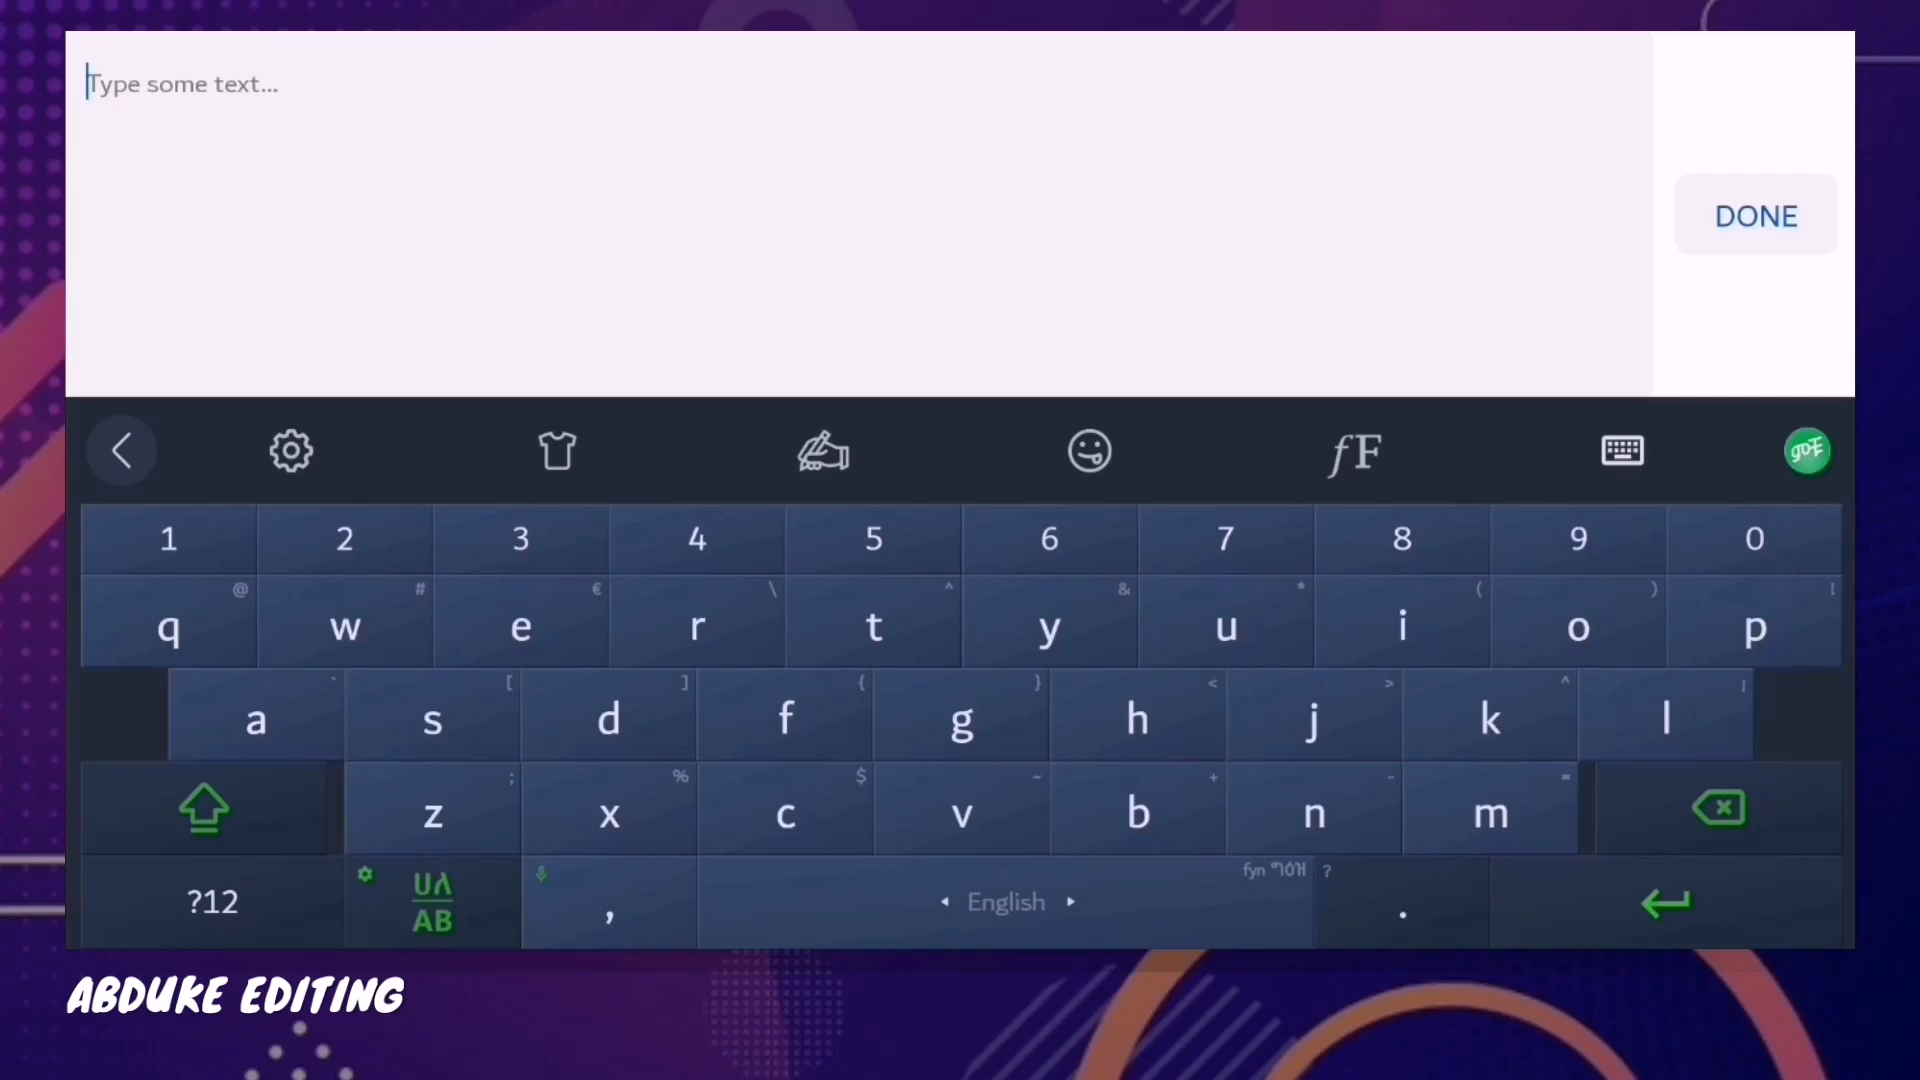 Type some text...
DONE
fF
1 2 3 4 5 6 7 8 9 0
@ # € \ ^ & * ( )
q w e r t y u i o p
` [ ] { } < > ^ ¡
a s d f g h j k l
; % $ ~ + - =
z x c v b n m
?12
AB
,
English
fyn
?
.
ABDUKE EDITING